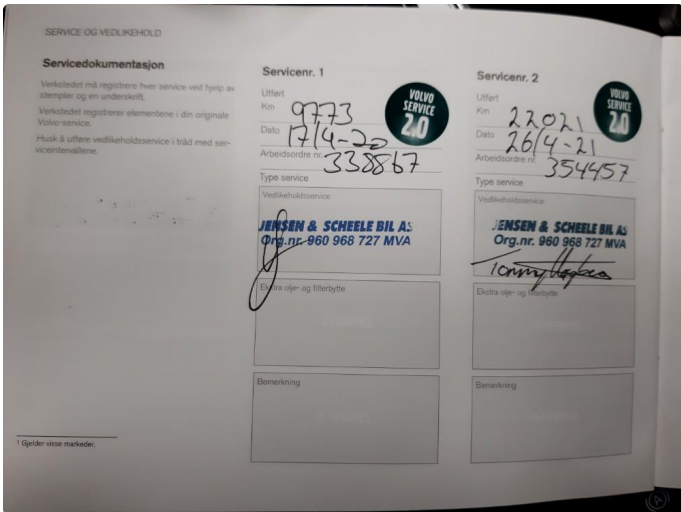 SERVICE OG VEDLIKEHOLD
Servicedokumentasjon
Verkstedet må registrere hver service ved hjelp av
stempler og en underskrift.
Verkstedet registrerer elementene i din originale
Volvo-service.
Husk å utføre vedlikeholdsservice i tråd med ser-
viceintervallene.
1 Gjelder visse markeder.
Servicenr. 1
Utført
Km 9773
Dato 17/4-20
Arbeidsordre nr. 338867
Type service
VOLVO
SERVICE
2.0
Vedlikeholdsservice
JENSEN & SCHEELE BIL AS
Org.nr. 960 968 727 MVA
Ekstra olje- og filterbytte
Bemerkning
Servicenr. 2
Utført
Km 22021
Dato 26/4-21
Arbeidsordre nr. 354457
Type service
VOLVO
SERVICE
2.0
Vedlikeholdsservice
JENSEN & SCHEELE BIL AS
Org.nr. 960 968 727 MVA
Tommy
Ekstra olje- og filterbytte
Bemerkning